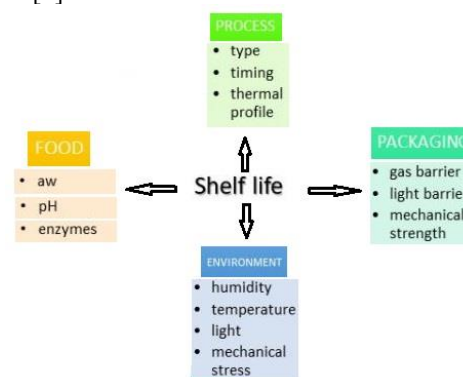 PROCESS
• type
• timing
• thermal
profile
FOOD
• aw
• pH
• enzymes
Shelf life
PACKAGING
• gas barrier
• light barrie
• mechanical
strength
ENVIRONMENT
• humidity
• temperature
• light
• mechanical
stress